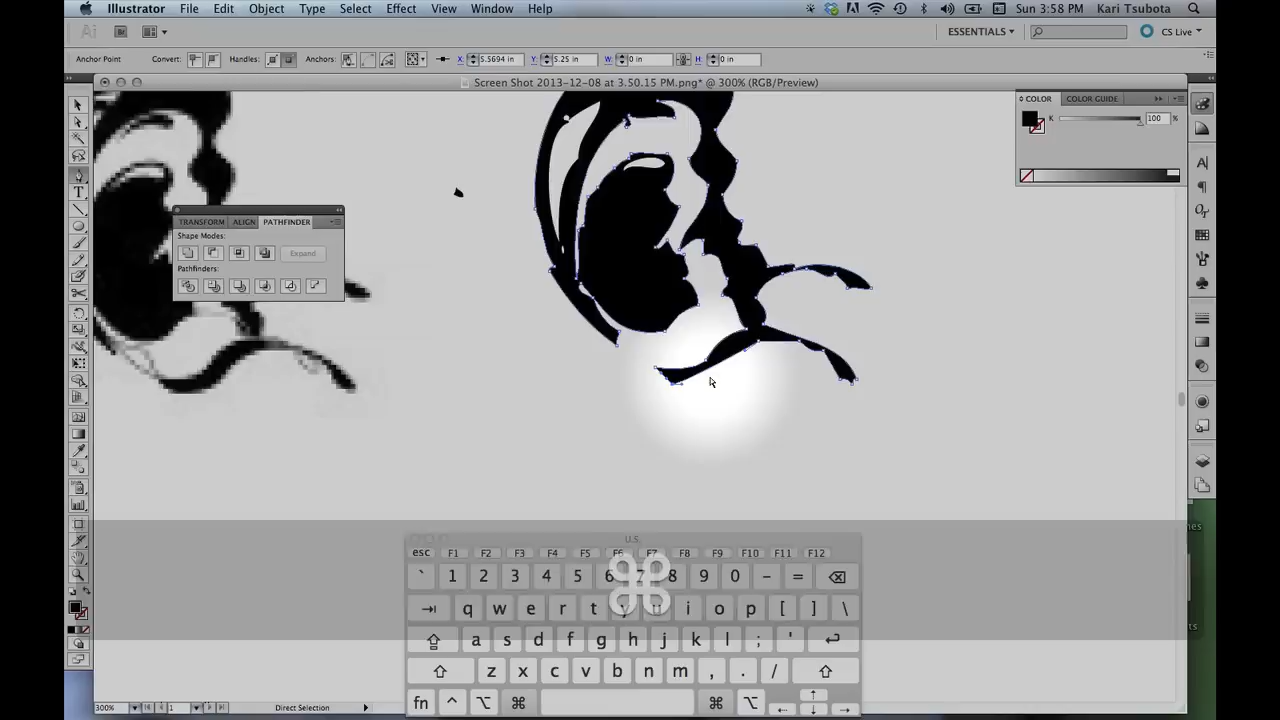 Illustrator File Edit Object Type Select Effect View Window Help Sun 3:58 PM Kari Tsubota
Ai Br ESSENTIALS CS Live
Anchor Point Convert: Handles: Anchors: X: 5.5694 in Y: 5.25 in W: 0 in H: 0 in
Screen Shot 2013-12-08 at 3.50.15 PM.png* @ 300% (RGB/Preview)
COLOR COLOR GUIDE
K 100 %
TRANSFORM ALIGN PATHFINDER
Shape Modes:
Expand
Pathfinders:
U.S.
esc F1 F2 F3 F4 F5 F6 F7 F8 F9 F10 F11 F12
` 1 2 3 4 5 6 7 8 9 0 - =
q w e r t y u i o p [ ] \
a s d f g h j k l ; '
z x c v b n m , . /
fn ^ ⌥ ⌘ ⌘ ⌥
300% 1 Direct Selection